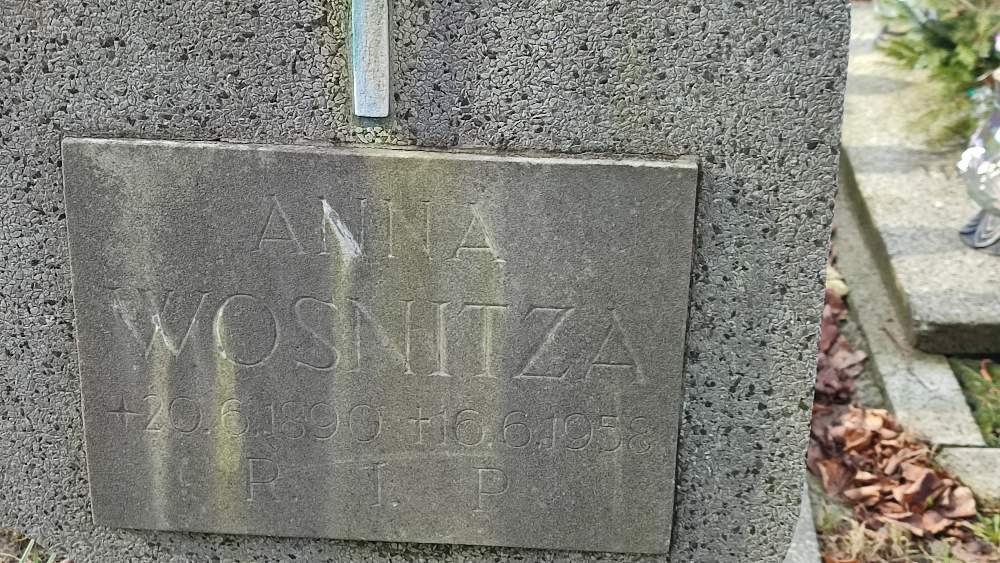 ANNA
WOSNITZA
+20.6.1890 +16.6.1958
R. I. P